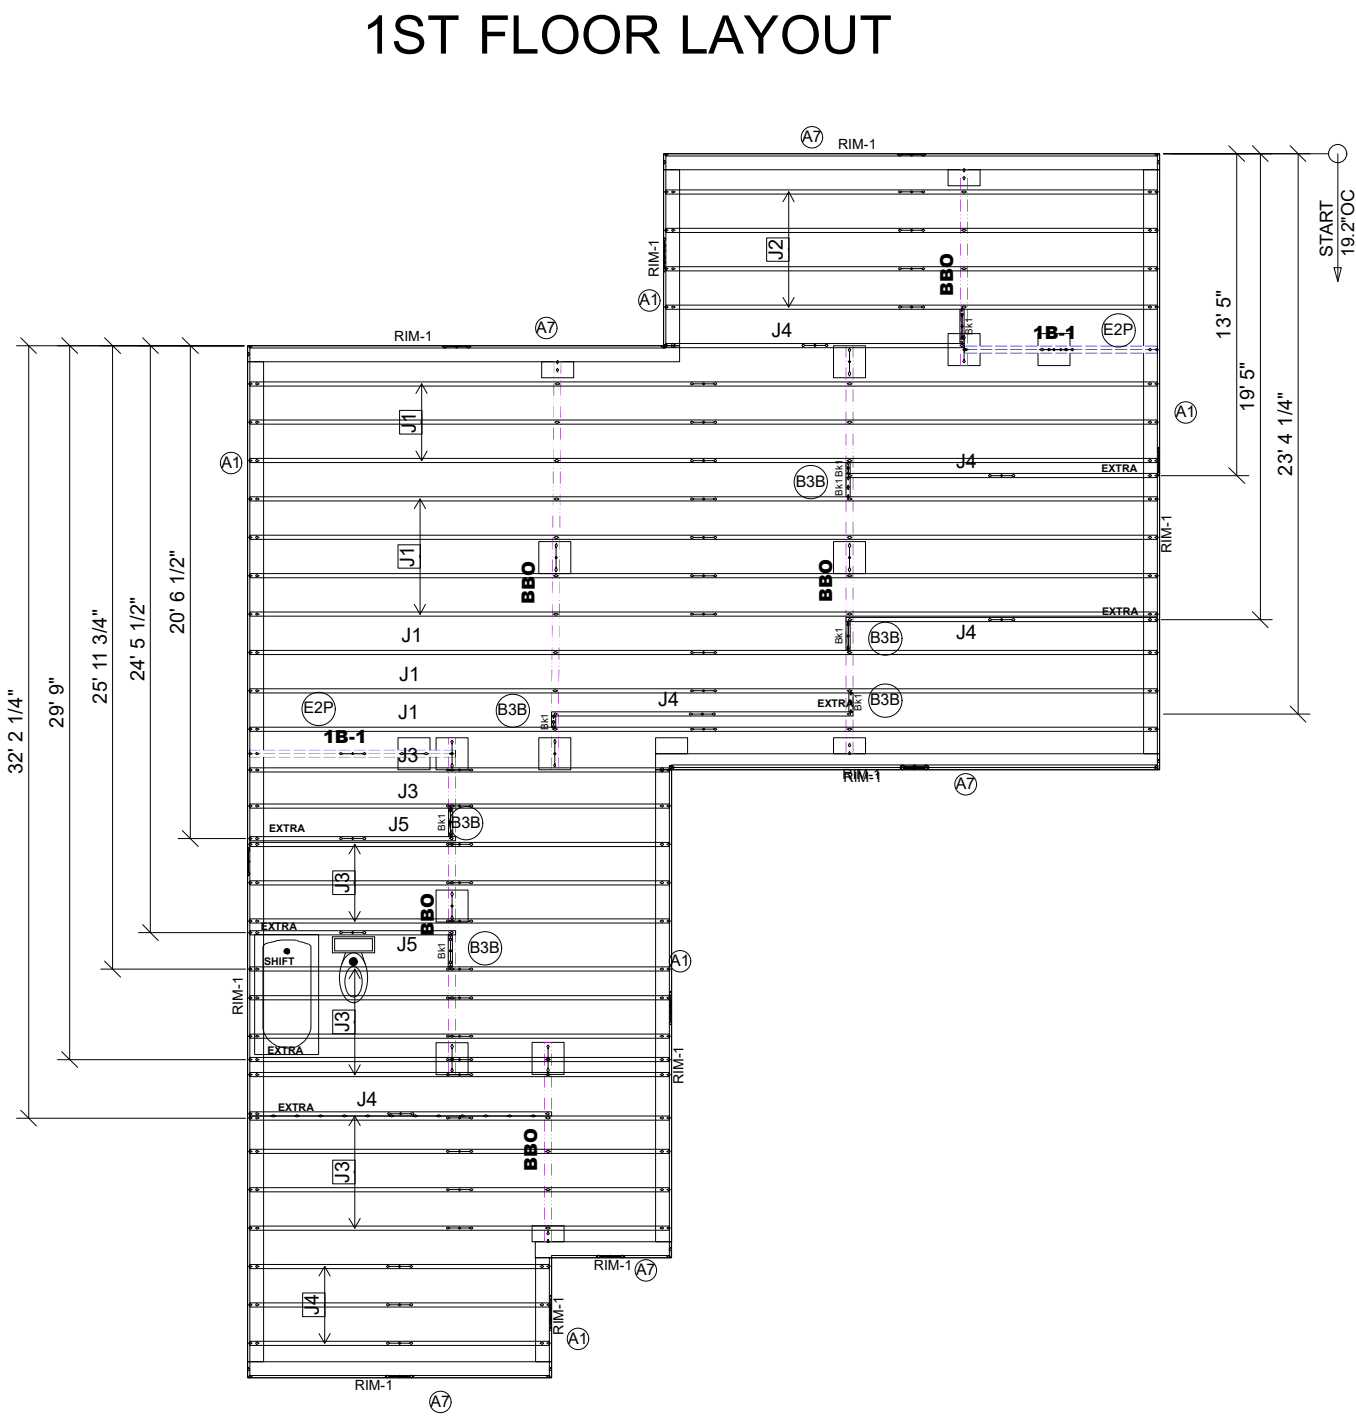 1ST FLOOR LAYOUT
A7
RIM-1
START
19.2"OC
RIM-1
J2
BBO
A1
13' 5"
A7
RIM-1
J4
Bk1
1B-1
E2P
19' 5"
J1
A1
23' 4 1/4"
A1
J4
Bk1
EXTRA
B3B
Bk1
RIM-1
J1
BBO
BBO
20' 6 1/2"
EXTRA
J1
Bk1
B3B
J4
24' 5 1/2"
J1
25' 11 3/4"
E2P
J1
B3B
J4
EXTRA
Bk1
B3B
29' 9"
Bk1
32' 2 1/4"
1B-1
J3
RIM-1
RIM-1
A7
J3
EXTRA
J5
Bk1
B3B
J3
BBO
EXTRA
J5
Bk1
B3B
SHIFT
A1
RIM-1
J3
EXTRA
RIM-1
EXTRA
J4
BBO
J3
RIM-1
A7
J4
RIM-1
A1
RIM-1
A7